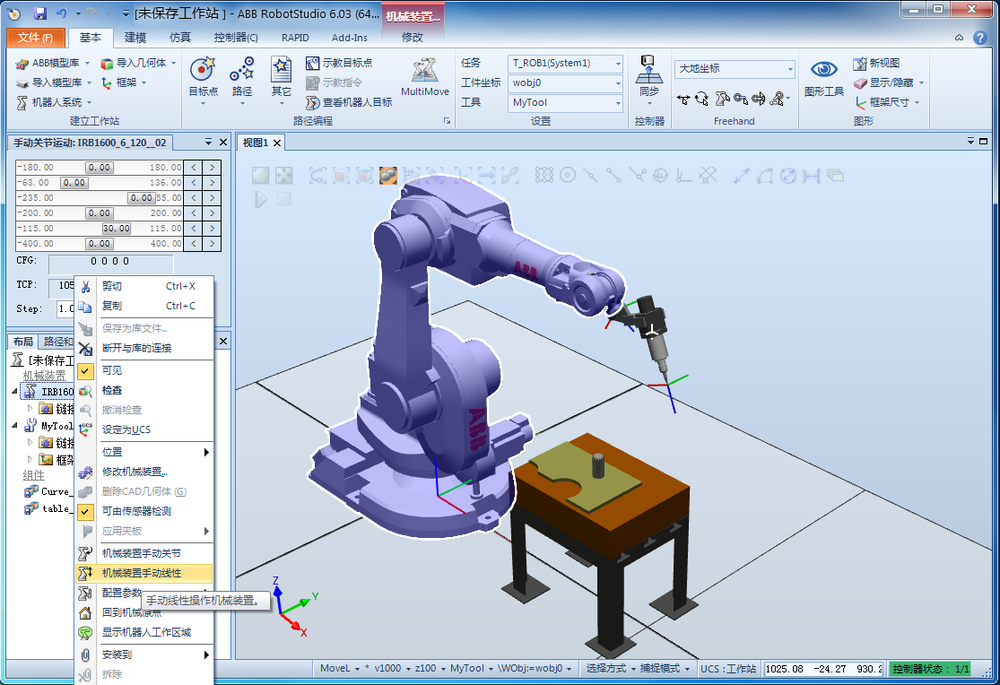 [未保存工作站 ] - ABB RobotStudio 6.03 (64...
机械装置...
文件(F) 基本 建模 仿真 控制器(C) RAPID Add-Ins 修改
ABB模型库 导入几何体
导入模型库 框架
机器人系统
建立工作站
目标点 路径 其它
示教目标点
示教指令
查看机器人目标
MultiMove
路径编程
任务 T_ROB1(System1)
工件坐标 wobj0
工具 MyTool
设置
同步
控制器
大地坐标
Freehand
图形工具
新视图
显示/隐藏
框架尺寸
图形
手动关节运动: IRB1600_6_120__02
视图1
-180.00 0.00 180.00 < >
-63.00 0.00 136.00 < >
-235.00 0.00 55.00 < >
-200.00 0.00 200.00 < >
-115.00 30.00 115.00 < >
-400.00 0.00 400.00 < >
CFG: 0 0 0 0
TCP: 105
Step: 1.0
布局 路径和
[未保存工
机械装置
IRB160
链接
MyTool
链接
框架
组件
Curve_
table_
剪切 Ctrl+X
复制 Ctrl+C
保存为库文件...
断开与库的连接
可见
检查
撤消检查
设定为UCS
位置
修改机械装置...
删除CAD几何体 (G)
可由传感器检测
应用夹板
机械装置手动关节
机械装置手动线性
配置参数
手动线性操作机械装置。
回到机械原点
显示机器人工作区域
安装到
拆除
ABB
ABB
Z
Y
X
MoveL * v1000 z100 MyTool \WObj:=wobj0 选择方式 捕捉模式 UCS : 工作站 1025.08 -24.27 930.2 控制器状态: 1/1